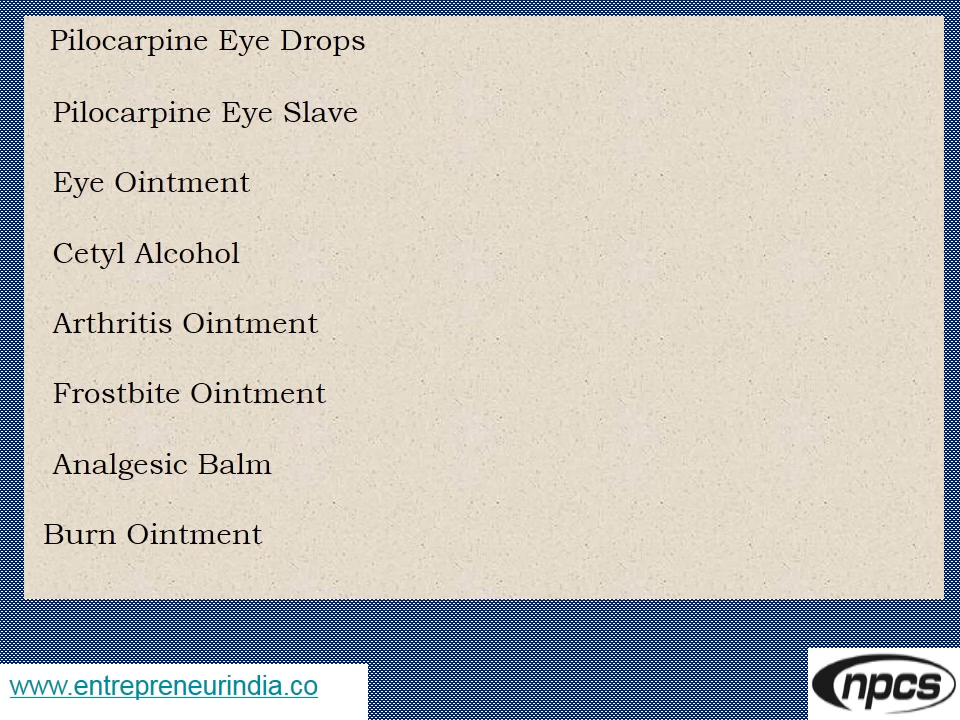 Pilocarpine Eye Drops
Pilocarpine Eye Slave
Eye Ointment
Cetyl Alcohol
Arthritis Ointment
Frostbite Ointment
Analgesic Balm
Burn Ointment
www.entrepreneurindia.co
npcs